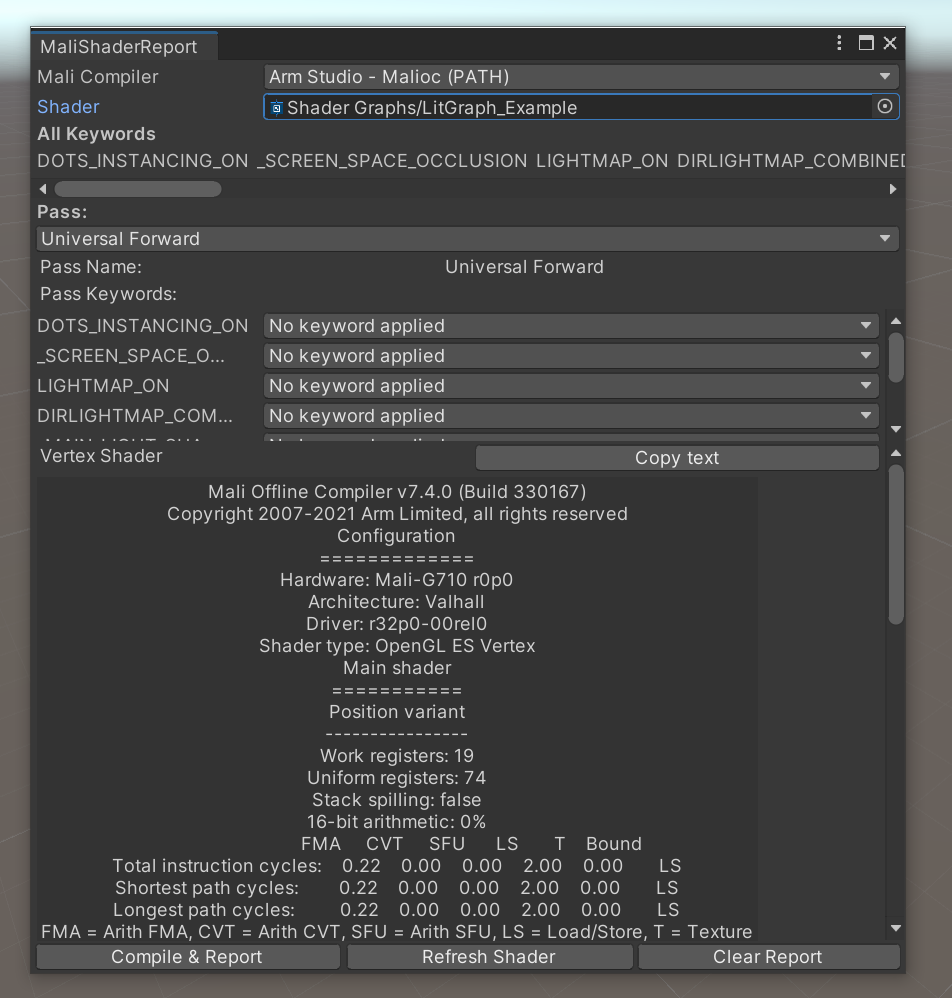 MaliShaderReport
Mali Compiler Arm Studio - Malioc (PATH)
Shader Shader Graphs/LitGraph_Example
All Keywords
DOTS_INSTANCING_ON _SCREEN_SPACE_OCCLUSION LIGHTMAP_ON DIRLIGHTMAP_COMBINED
Pass:
Universal Forward
Pass Name: Universal Forward
Pass Keywords:
DOTS_INSTANCING_ON No keyword applied
_SCREEN_SPACE_O... No keyword applied
LIGHTMAP_ON No keyword applied
DIRLIGHTMAP_COM... No keyword applied
Vertex Shader Copy text
Mali Offline Compiler v7.4.0 (Build 330167)
Copyright 2007-2021 Arm Limited, all rights reserved
Configuration
=============
Hardware: Mali-G710 r0p0
Architecture: Valhall
Driver: r32p0-00rel0
Shader type: OpenGL ES Vertex
Main shader
===========
Position variant
----------------
Work registers: 19
Uniform registers: 74
Stack spilling: false
16-bit arithmetic: 0%
FMA CVT SFU LS T Bound
Total instruction cycles: 0.22 0.00 0.00 2.00 0.00 LS
Shortest path cycles: 0.22 0.00 0.00 2.00 0.00 LS
Longest path cycles: 0.22 0.00 0.00 2.00 0.00 LS
FMA = Arith FMA, CVT = Arith CVT, SFU = Arith SFU, LS = Load/Store, T = Texture
Compile & Report Refresh Shader Clear Report